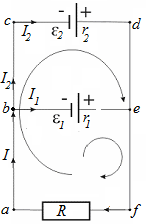 c - + d
I₂ ε₂ r₂
I₂
I₁ - +
b e
ε₁ r₁
I
a R f